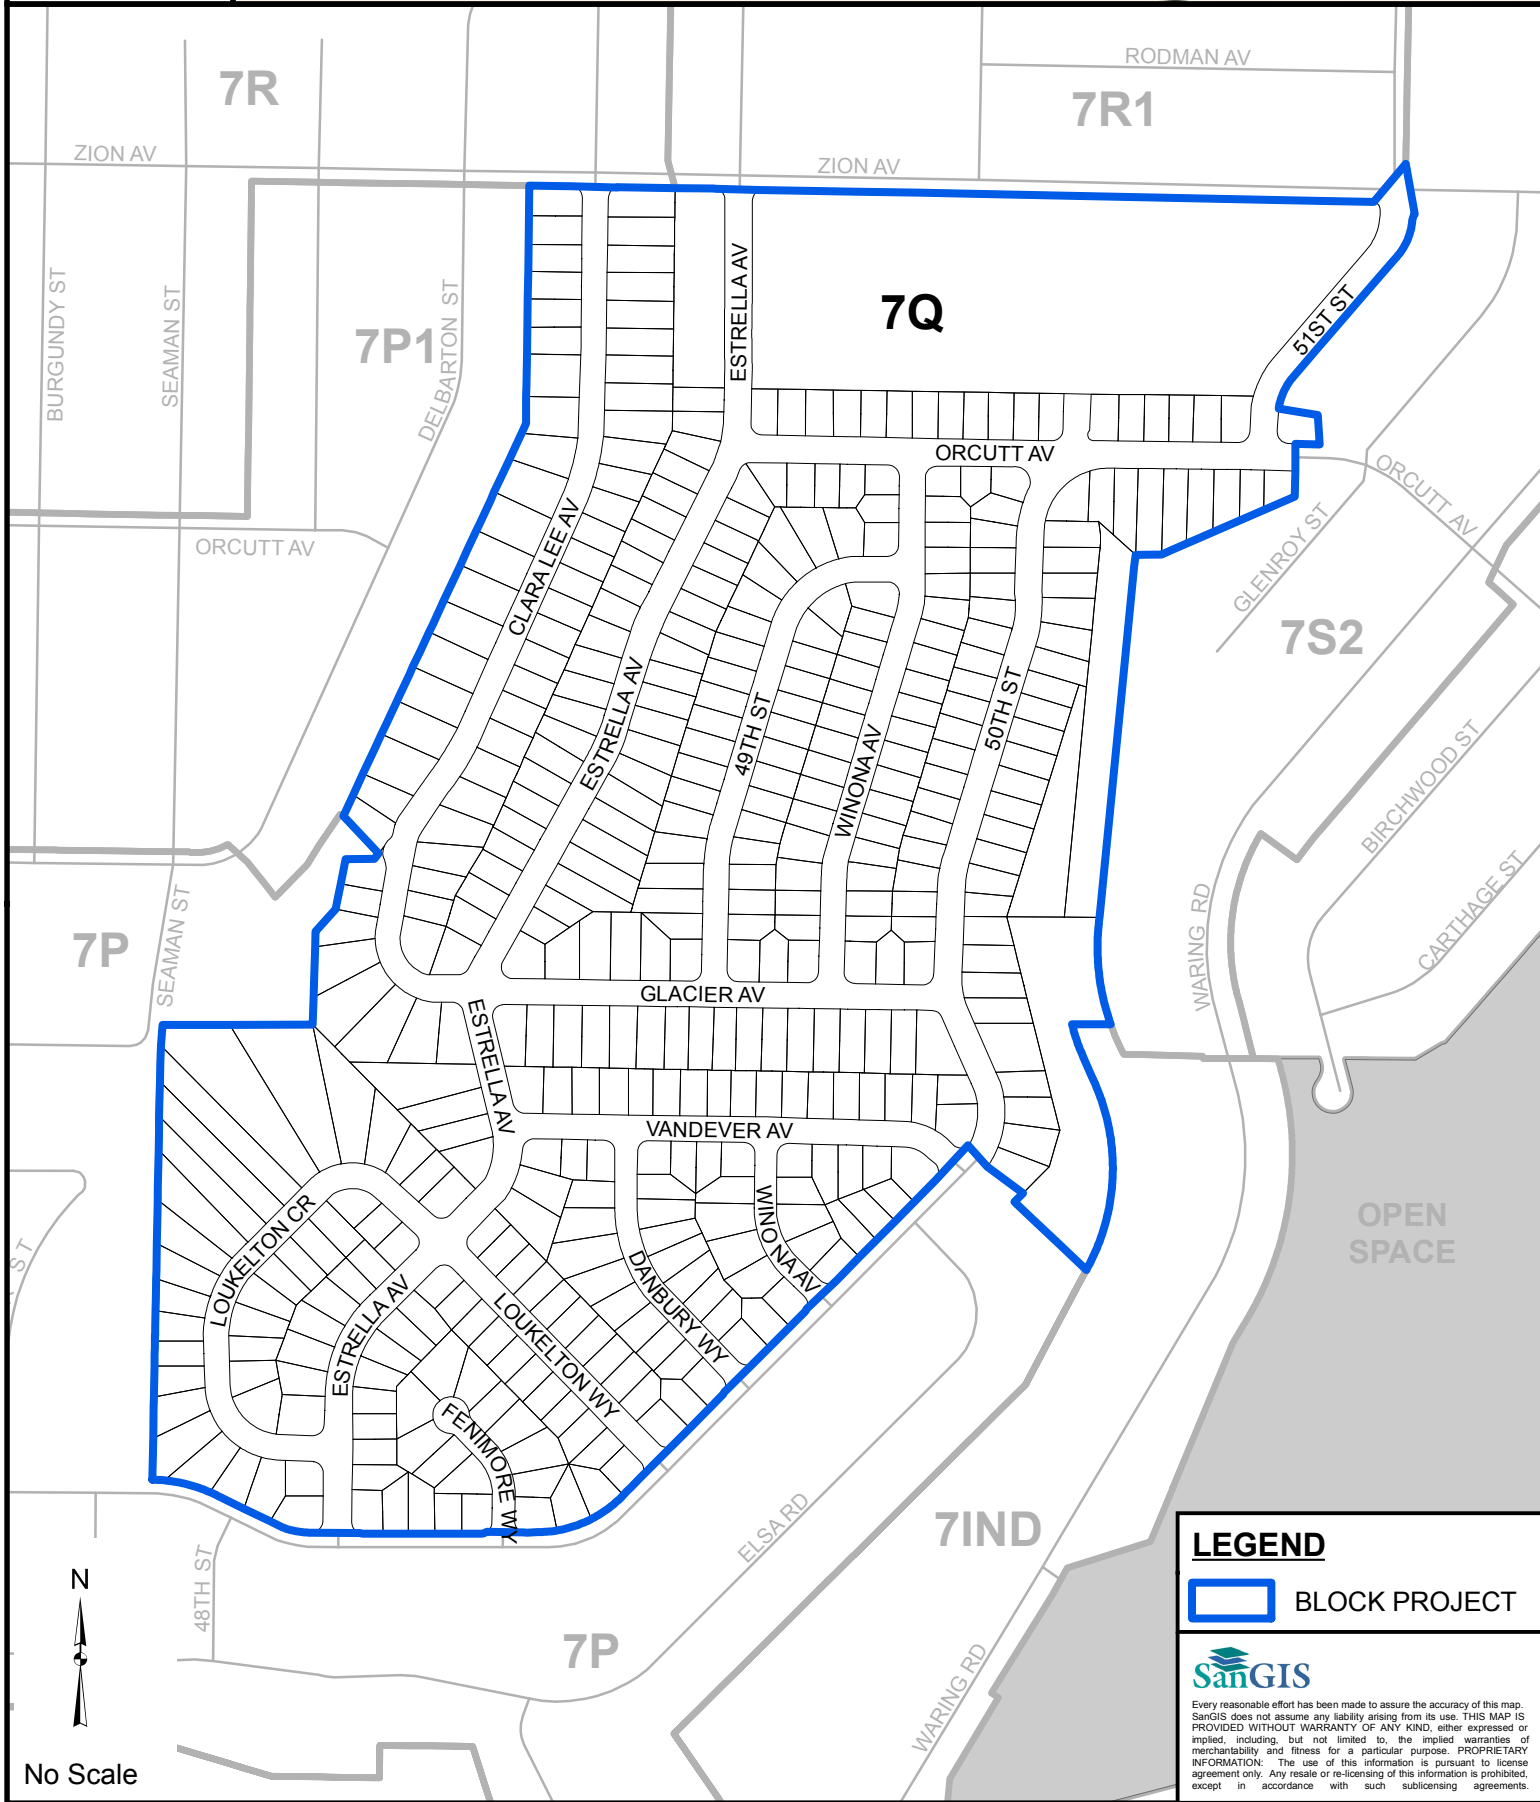 RODMAN AV
7R
7R1
ZION AV
ZION AV
ESTRELLA AV
BURGUNDY ST
SEAMAN ST
DELBARTON ST
7P1
7Q
51ST ST
ORCUTT AV
ORCUTT AV
ORCUTT AV
CLARA LEE AV
GLENROY ST
7S2
ESTRELLA AV
49TH ST
50TH ST
WINONA AV
BIRCHWOOD ST
CARTHAGE ST
WARING RD
7P
SEAMAN ST
GLACIER AV
ESTRELLA AV
VANDEVER AV
WINONA AV
LOUKELTON CR
DANBURY WY
OPEN
SPACE
ST
ESTRELLA AV
LOUKELTON WY
FENIMORE WY
ELSA RD
7IND
48TH ST
7P
WARING RD
N
No Scale
LEGEND
BLOCK PROJECT
SanGIS
Every reasonable effort has been made to assure the accuracy of this map.
SanGIS does not assume any liability arising from its use. THIS MAP IS
PROVIDED WITHOUT WARRANTY OF ANY KIND, either expressed or
implied, including, but not limited to, the implied warranties of
merchantability and fitness for a particular purpose. PROPRIETARY
INFORMATION: The use of this information is pursuant to license
agreement only. Any resale or re-licensing of this information is prohibited,
except in accordance with such sublicensing agreements.